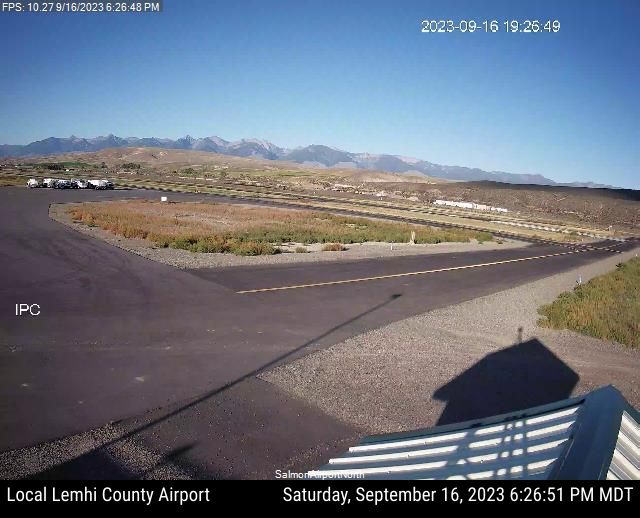 FPS: 10.27 9/16/2023 6:26:48 PM
2023-09-16 19:25:49
IPC
SalmonAirportNorth
Local Lemhi County Airport Saturday, September 16, 2023 6:26:51 PM MDT